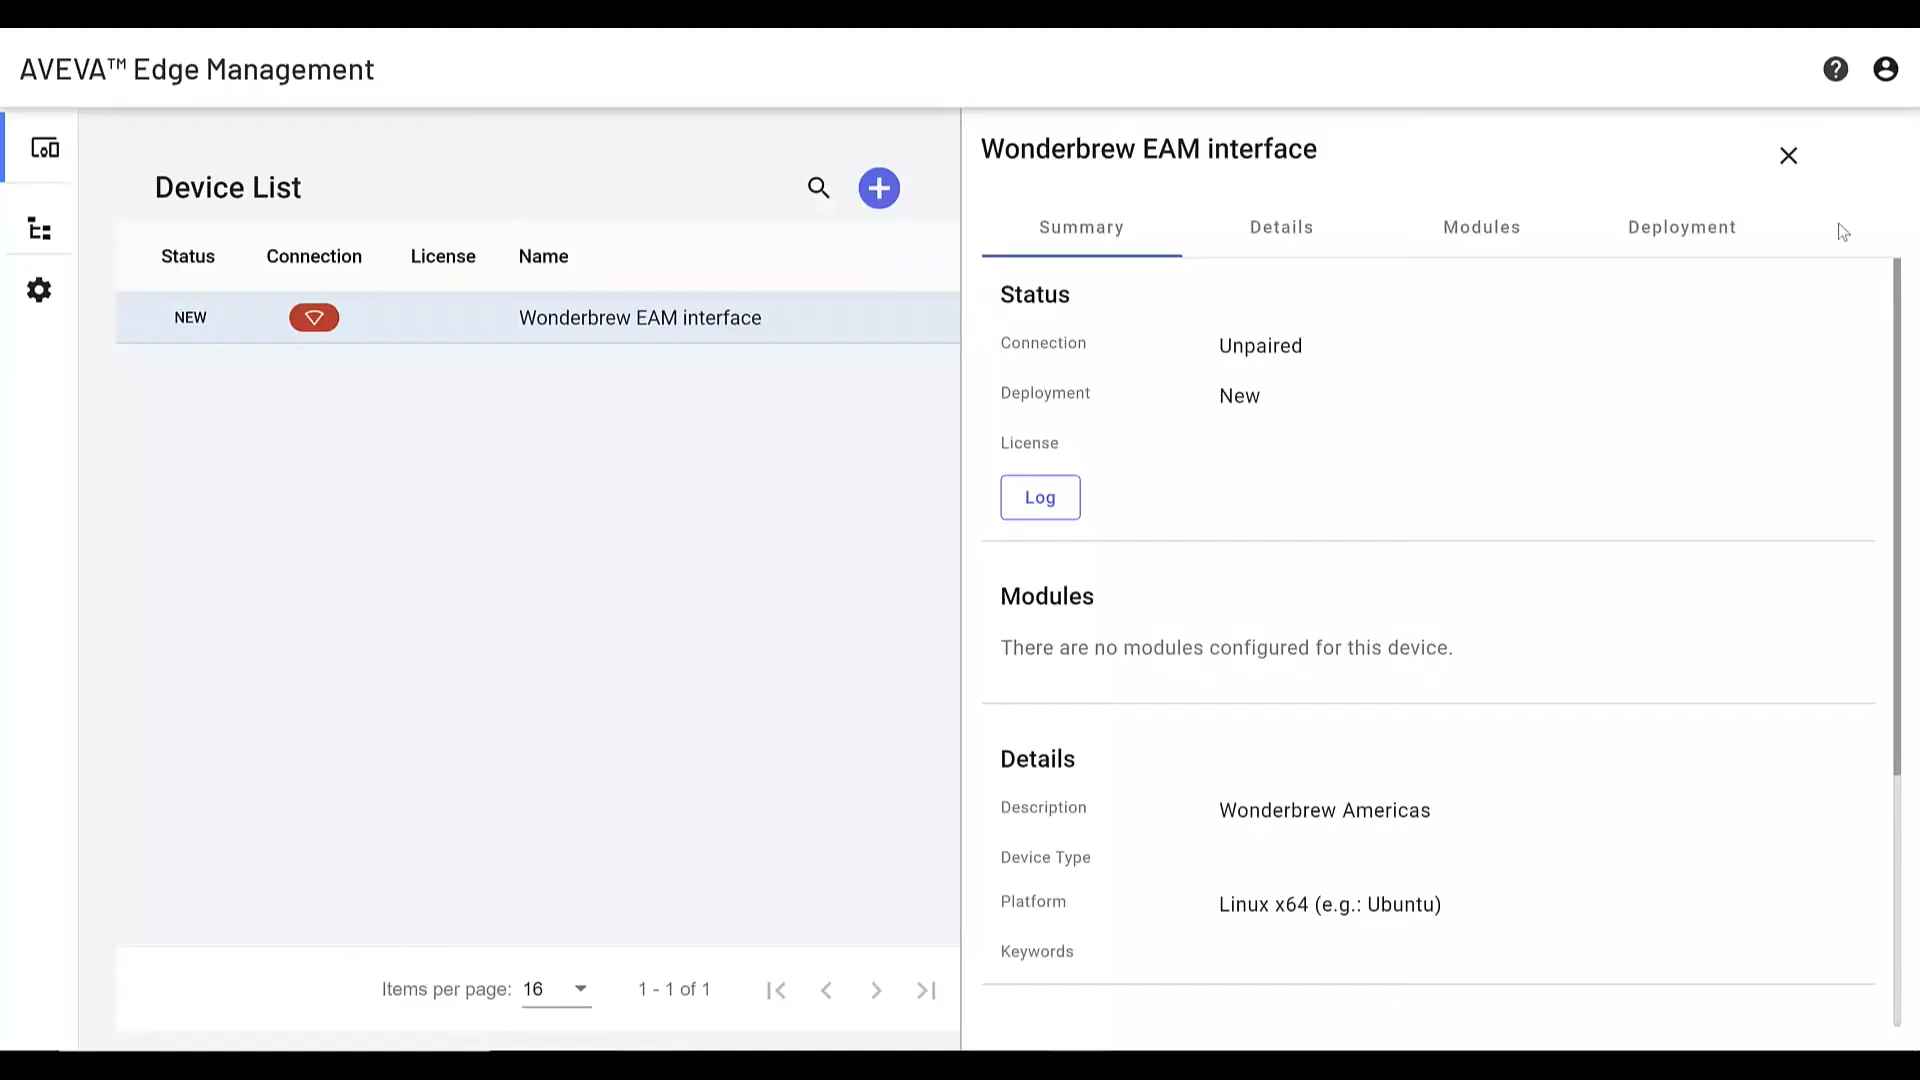 AVEVA™ Edge Management
Device List
Status Connection License Name
NEW Wonderbrew EAM interface
Items per page: 16 1 - 1 of 1
Wonderbrew EAM interface
Summary Details Modules Deployment
Status
Connection Unpaired
Deployment New
License
Log
Modules
There are no modules configured for this device.
Details
Description Wonderbrew Americas
Device Type
Platform Linux x64 (e.g.: Ubuntu)
Keywords